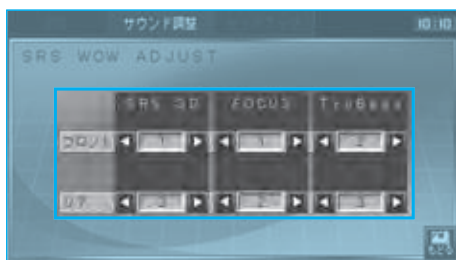 サウンド調整 10:10
SRS WOW ADJUST
SRS 3D FOCUS TruBass
フロント 1 1 2
リア 2 2 3
もどる